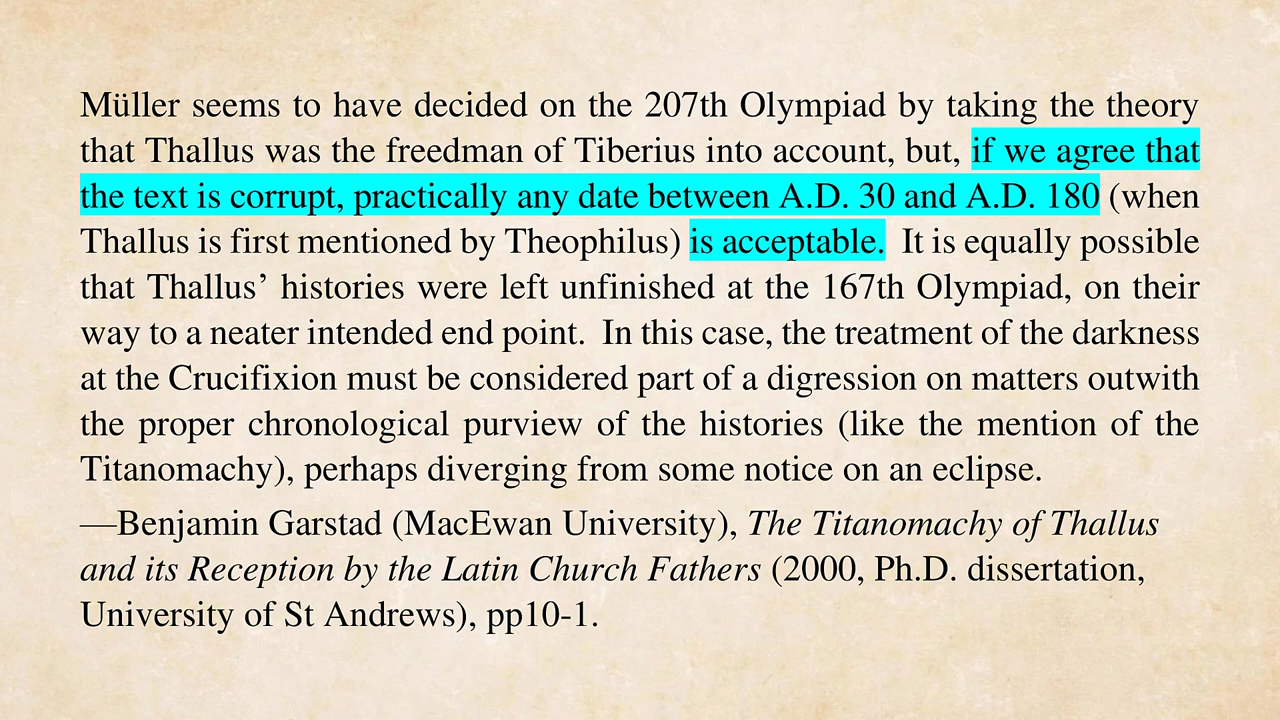 Müller seems to have decided on the 207th Olympiad by taking the theory
that Thallus was the freedman of Tiberius into account, but, if we agree that
the text is corrupt, practically any date between A.D. 30 and A.D. 180 (when
Thallus is first mentioned by Theophilus) is acceptable. It is equally possible
that Thallus’ histories were left unfinished at the 167th Olympiad, on their
way to a neater intended end point. In this case, the treatment of the darkness
at the Crucifixion must be considered part of a digression on matters outwith
the proper chronological purview of the histories (like the mention of the
Titanomachy), perhaps diverging from some notice on an eclipse.
—Benjamin Garstad (MacEwan University), The Titanomachy of Thallus
and its Reception by the Latin Church Fathers (2000, Ph.D. dissertation,
University of St Andrews), pp10-1.